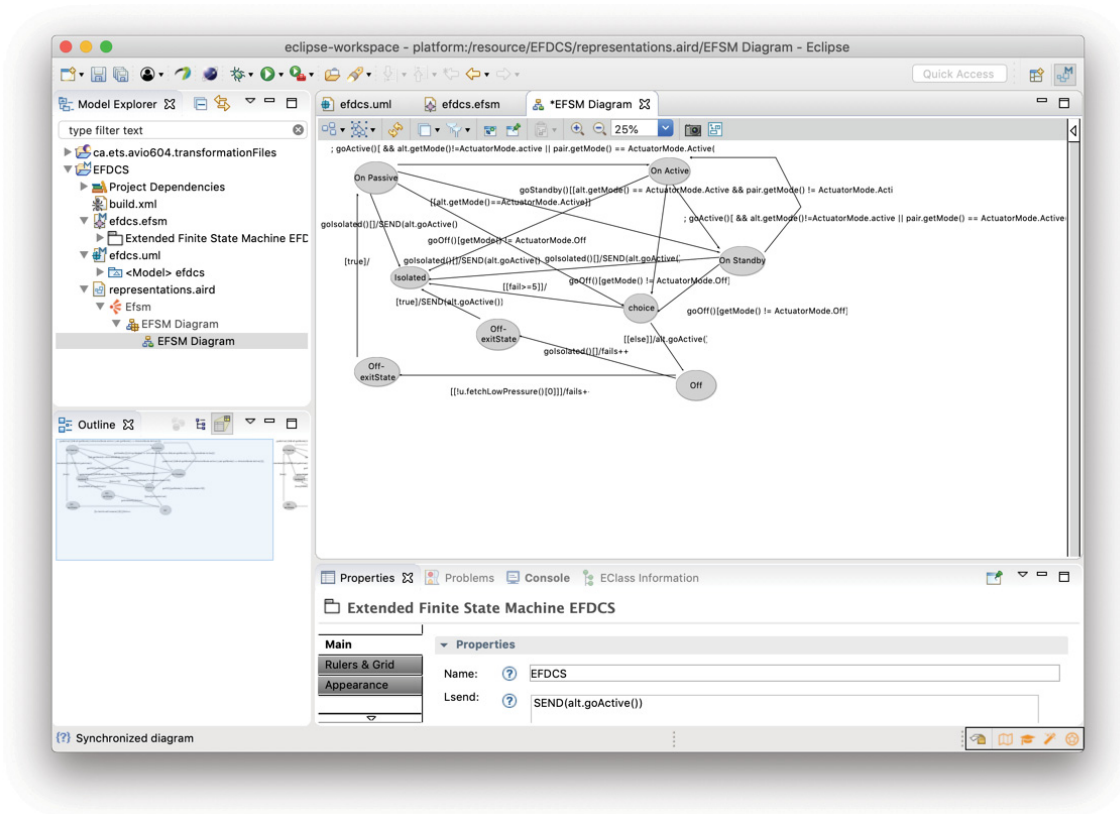 eclipse-workspace - platform:/resource/EFDCS/representations.aird/EFSM Diagram - Eclipse
Quick Access
Model Explorer
type filter text
ca.ets.avio604.transformationFiles
EFDCS
Project Dependencies
build.xml
efdcs.efsm
Extended Finite State Machine EFD
efdcs.uml
<Model> efdcs
representations.aird
Efsm
EFSM Diagram
EFSM Diagram
Outline
efdcs.uml
efdcs.efsm
*EFSM Diagram
25%
; goActive()[ && alt.getMode()!=ActuatorMode.active || pair.getMode() == ActuatorMode.Active(
On Passive
On Active
goStandby()[[alt.getMode() == ActuatorMode.Active && pair.getMode() != ActuatorMode.Acti
[[alt.getMode()==ActuatorMode.Active]]
; goActive()[ && alt.getMode()!=ActuatorMode.active || pair.getMode() == ActuatorMode.Active
goIsolated()[]/SEND(alt.goActive()
goOff()[getMode() != ActuatorMode.Off
[true]/
goIsolated()[]/SEND(alt.goActive()
goIsolated()[]/SEND(alt.goActive(
On Standby
Isolated
[[fail>=5]]/
goOff()[getMode() != ActuatorMode.Off]
[true]/SEND(alt.goActive())
choice
goOff()[getMode() != ActuatorMode.Off]
Off-
exitState
[[else]]/alt.goActive(
goIsolated()[]/fails++
Off-
exitState
Off
[[!u.fetchLowPressure()[0]]]/fails+
Properties
Problems
Console
EClass Information
Extended Finite State Machine EFDCS
Main
Properties
Rulers & Grid
Name:
EFDCS
Appearance
Lsend:
SEND(alt.goActive())
Synchronized diagram